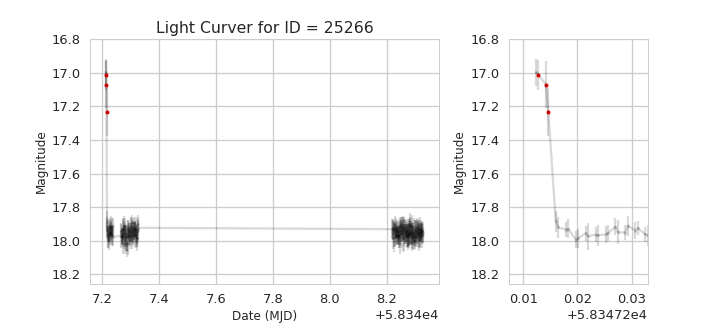 Light Curver for ID = 25266
16.8
17.0
17.2
17.4
17.6
17.8
18.0
18.2
Magnitude
7.2 7.4 7.6 7.8 8.0 8.2
Date (MJD)
+5.834e4
16.8
17.0
17.2
17.4
17.6
17.8
18.0
18.2
Magnitude
0.01 0.02 0.03
+5.83472e4